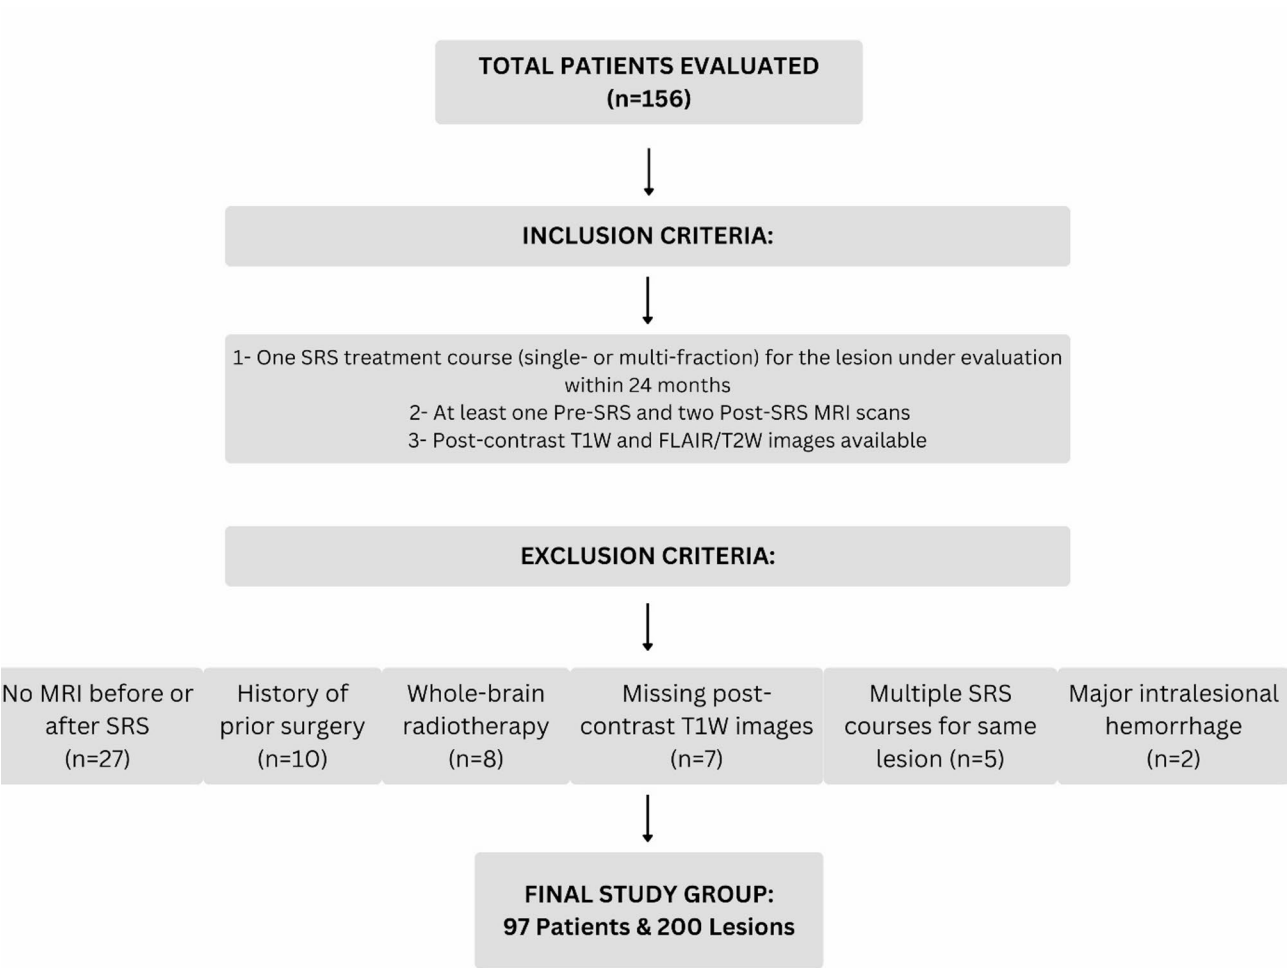 TOTAL PATIENTS EVALUATED
(n=156)
INCLUSION CRITERIA:
1- One SRS treatment course (single- or multi-fraction) for the lesion under evaluation
within 24 months
2- At least one Pre-SRS and two Post-SRS MRI scans
3- Post-contrast T1W and FLAIR/T2W images available
EXCLUSION CRITERIA:
No MRI before or
after SRS
(n=27)
History of
prior surgery
(n=10)
Whole-brain
radiotherapy
(n=8)
Missing post-
contrast T1W images
(n=7)
Multiple SRS
courses for same
lesion (n=5)
Major intralesional
hemorrhage
(n=2)
FINAL STUDY GROUP:
97 Patients & 200 Lesions